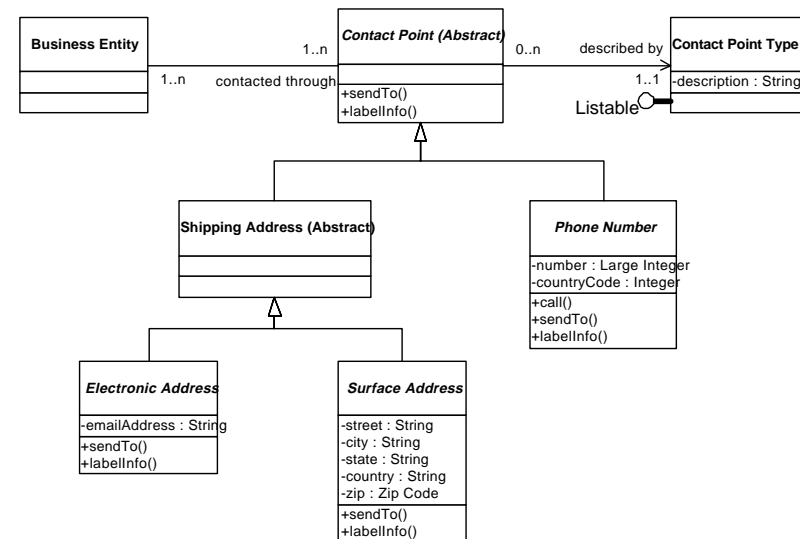 Business Entity
1..n
contacted through
1..n
Contact Point (Abstract)
+sendTo()
+labelInfo()
0..n
described by
1..1
Contact Point Type
-description : String
Listable
Shipping Address (Abstract)
Phone Number
-number : Large Integer
-countryCode : Integer
+call()
+sendTo()
+labelInfo()
Electronic Address
-emailAddress : String
+sendTo()
+labelInfo()
Surface Address
-street : String
-city : String
-state : String
-country : String
-zip : Zip Code
+sendTo()
+labelInfo()